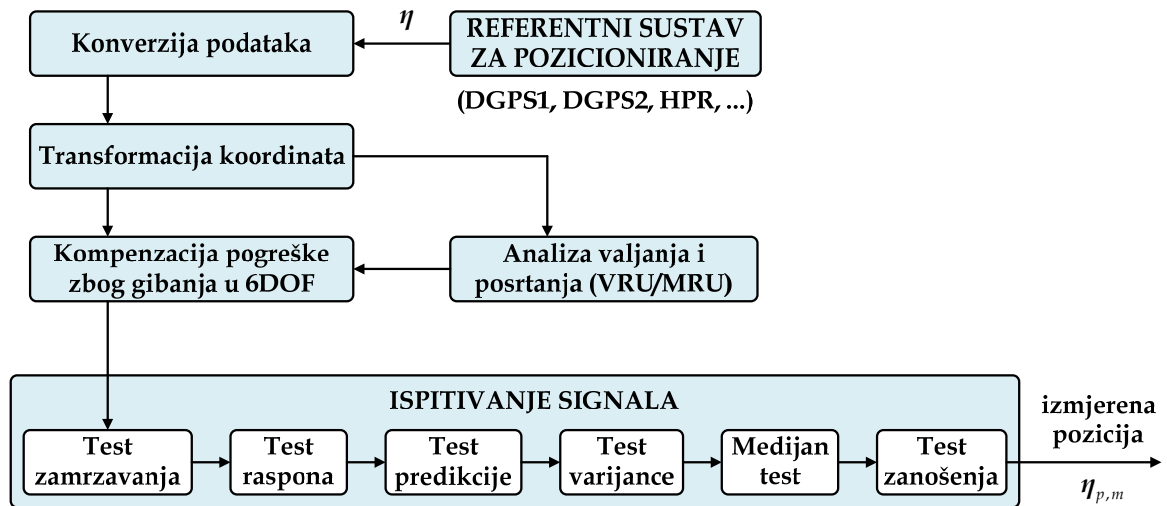 Konverzija podataka
η
REFERENTNI SUSTAV
ZA POZICIONIRANJE
(DGPS1, DGPS2, HPR, ...)
Transformacija koordinata
Kompenzacija pogreške
zbog gibanja u 6DOF
Analiza valjanja i
posrtanja (VRU/MRU)
ISPITIVANJE SIGNALA
Test
zamrzavanja
Test
raspona
Test
predikcije
Test
varijance
Medijan
test
Test
zanošenja
izmjerena
pozicija
η_{p,m}